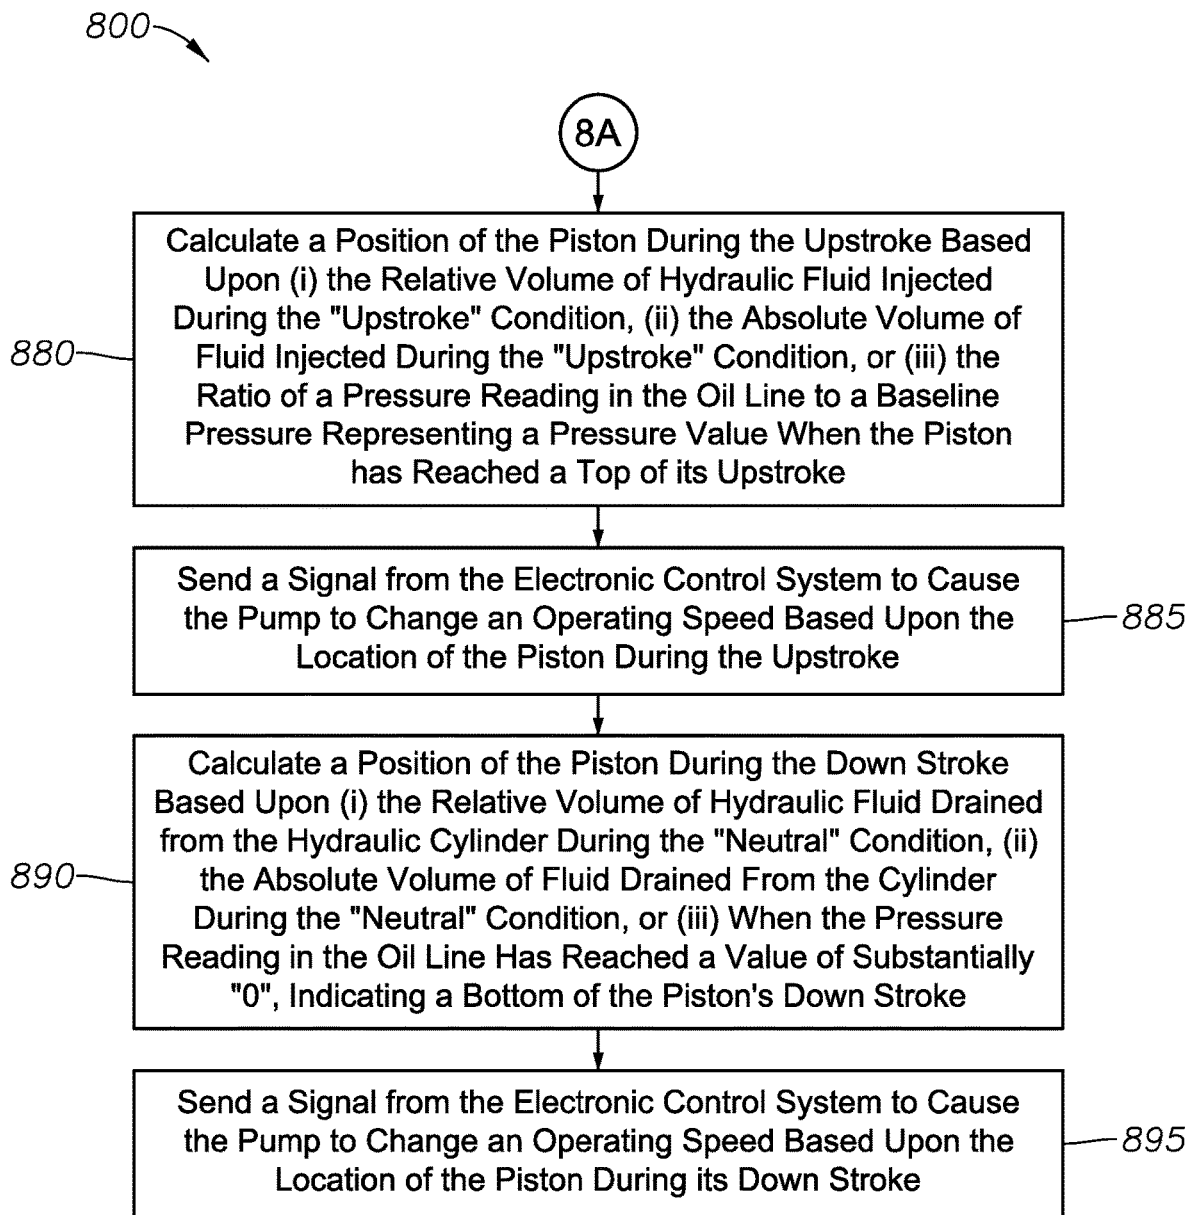 800
8A
Calculate a Position of the Piston During the Upstroke Based
Upon (i) the Relative Volume of Hydraulic Fluid Injected
During the "Upstroke" Condition, (ii) the Absolute Volume of
Fluid Injected During the "Upstroke" Condition, or (iii) the
Ratio of a Pressure Reading in the Oil Line to a Baseline
Pressure Representing a Pressure Value When the Piston
has Reached a Top of its Upstroke
880
Send a Signal from the Electronic Control System to Cause
the Pump to Change an Operating Speed Based Upon the
Location of the Piston During the Upstroke
885
Calculate a Position of the Piston During the Down Stroke
Based Upon (i) the Relative Volume of Hydraulic Fluid Drained
from the Hydraulic Cylinder During the "Neutral" Condition, (ii)
the Absolute Volume of Fluid Drained From the Cylinder
During the "Neutral" Condition, or (iii) When the Pressure
Reading in the Oil Line Has Reached a Value of Substantially
"0", Indicating a Bottom of the Piston's Down Stroke
890
Send a Signal from the Electronic Control System to Cause
the Pump to Change an Operating Speed Based Upon the
Location of the Piston During its Down Stroke
895